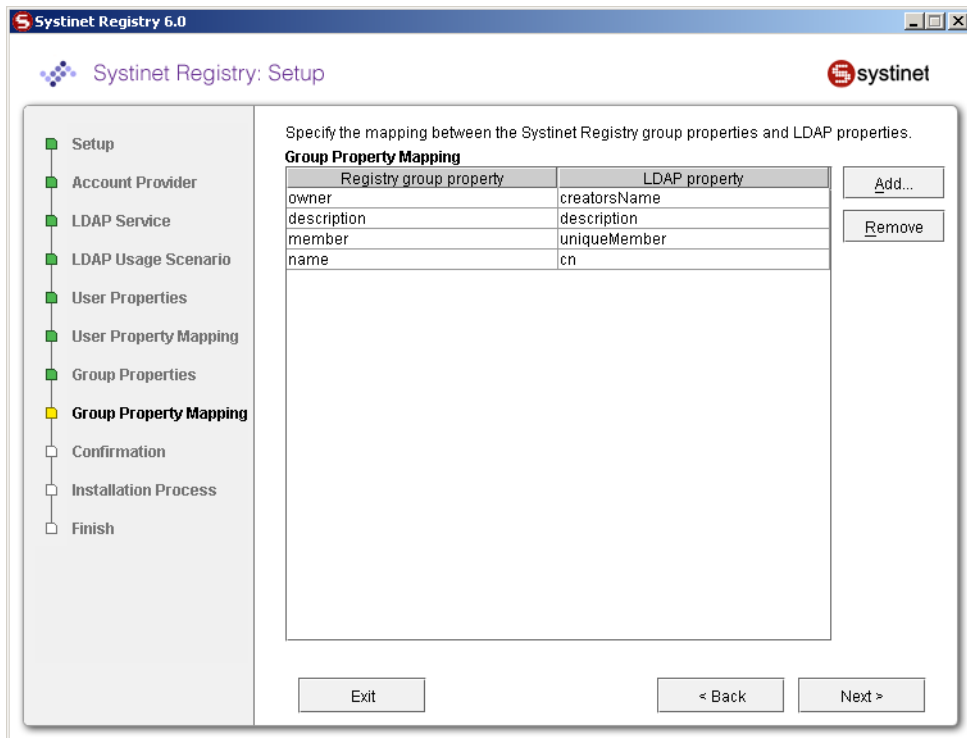 Systinet Registry 6.0
Systinet Registry: Setup
systinet
Setup
Account Provider
LDAP Service
LDAP Usage Scenario
User Properties
User Property Mapping
Group Properties
Group Property Mapping
Confirmation
Installation Process
Finish
Specify the mapping between the Systinet Registry group properties and LDAP properties.
Group Property Mapping
Registry group property LDAP property
owner creatorsName
description description
member uniqueMember
name cn
Add...
Remove
Exit
< Back
Next >